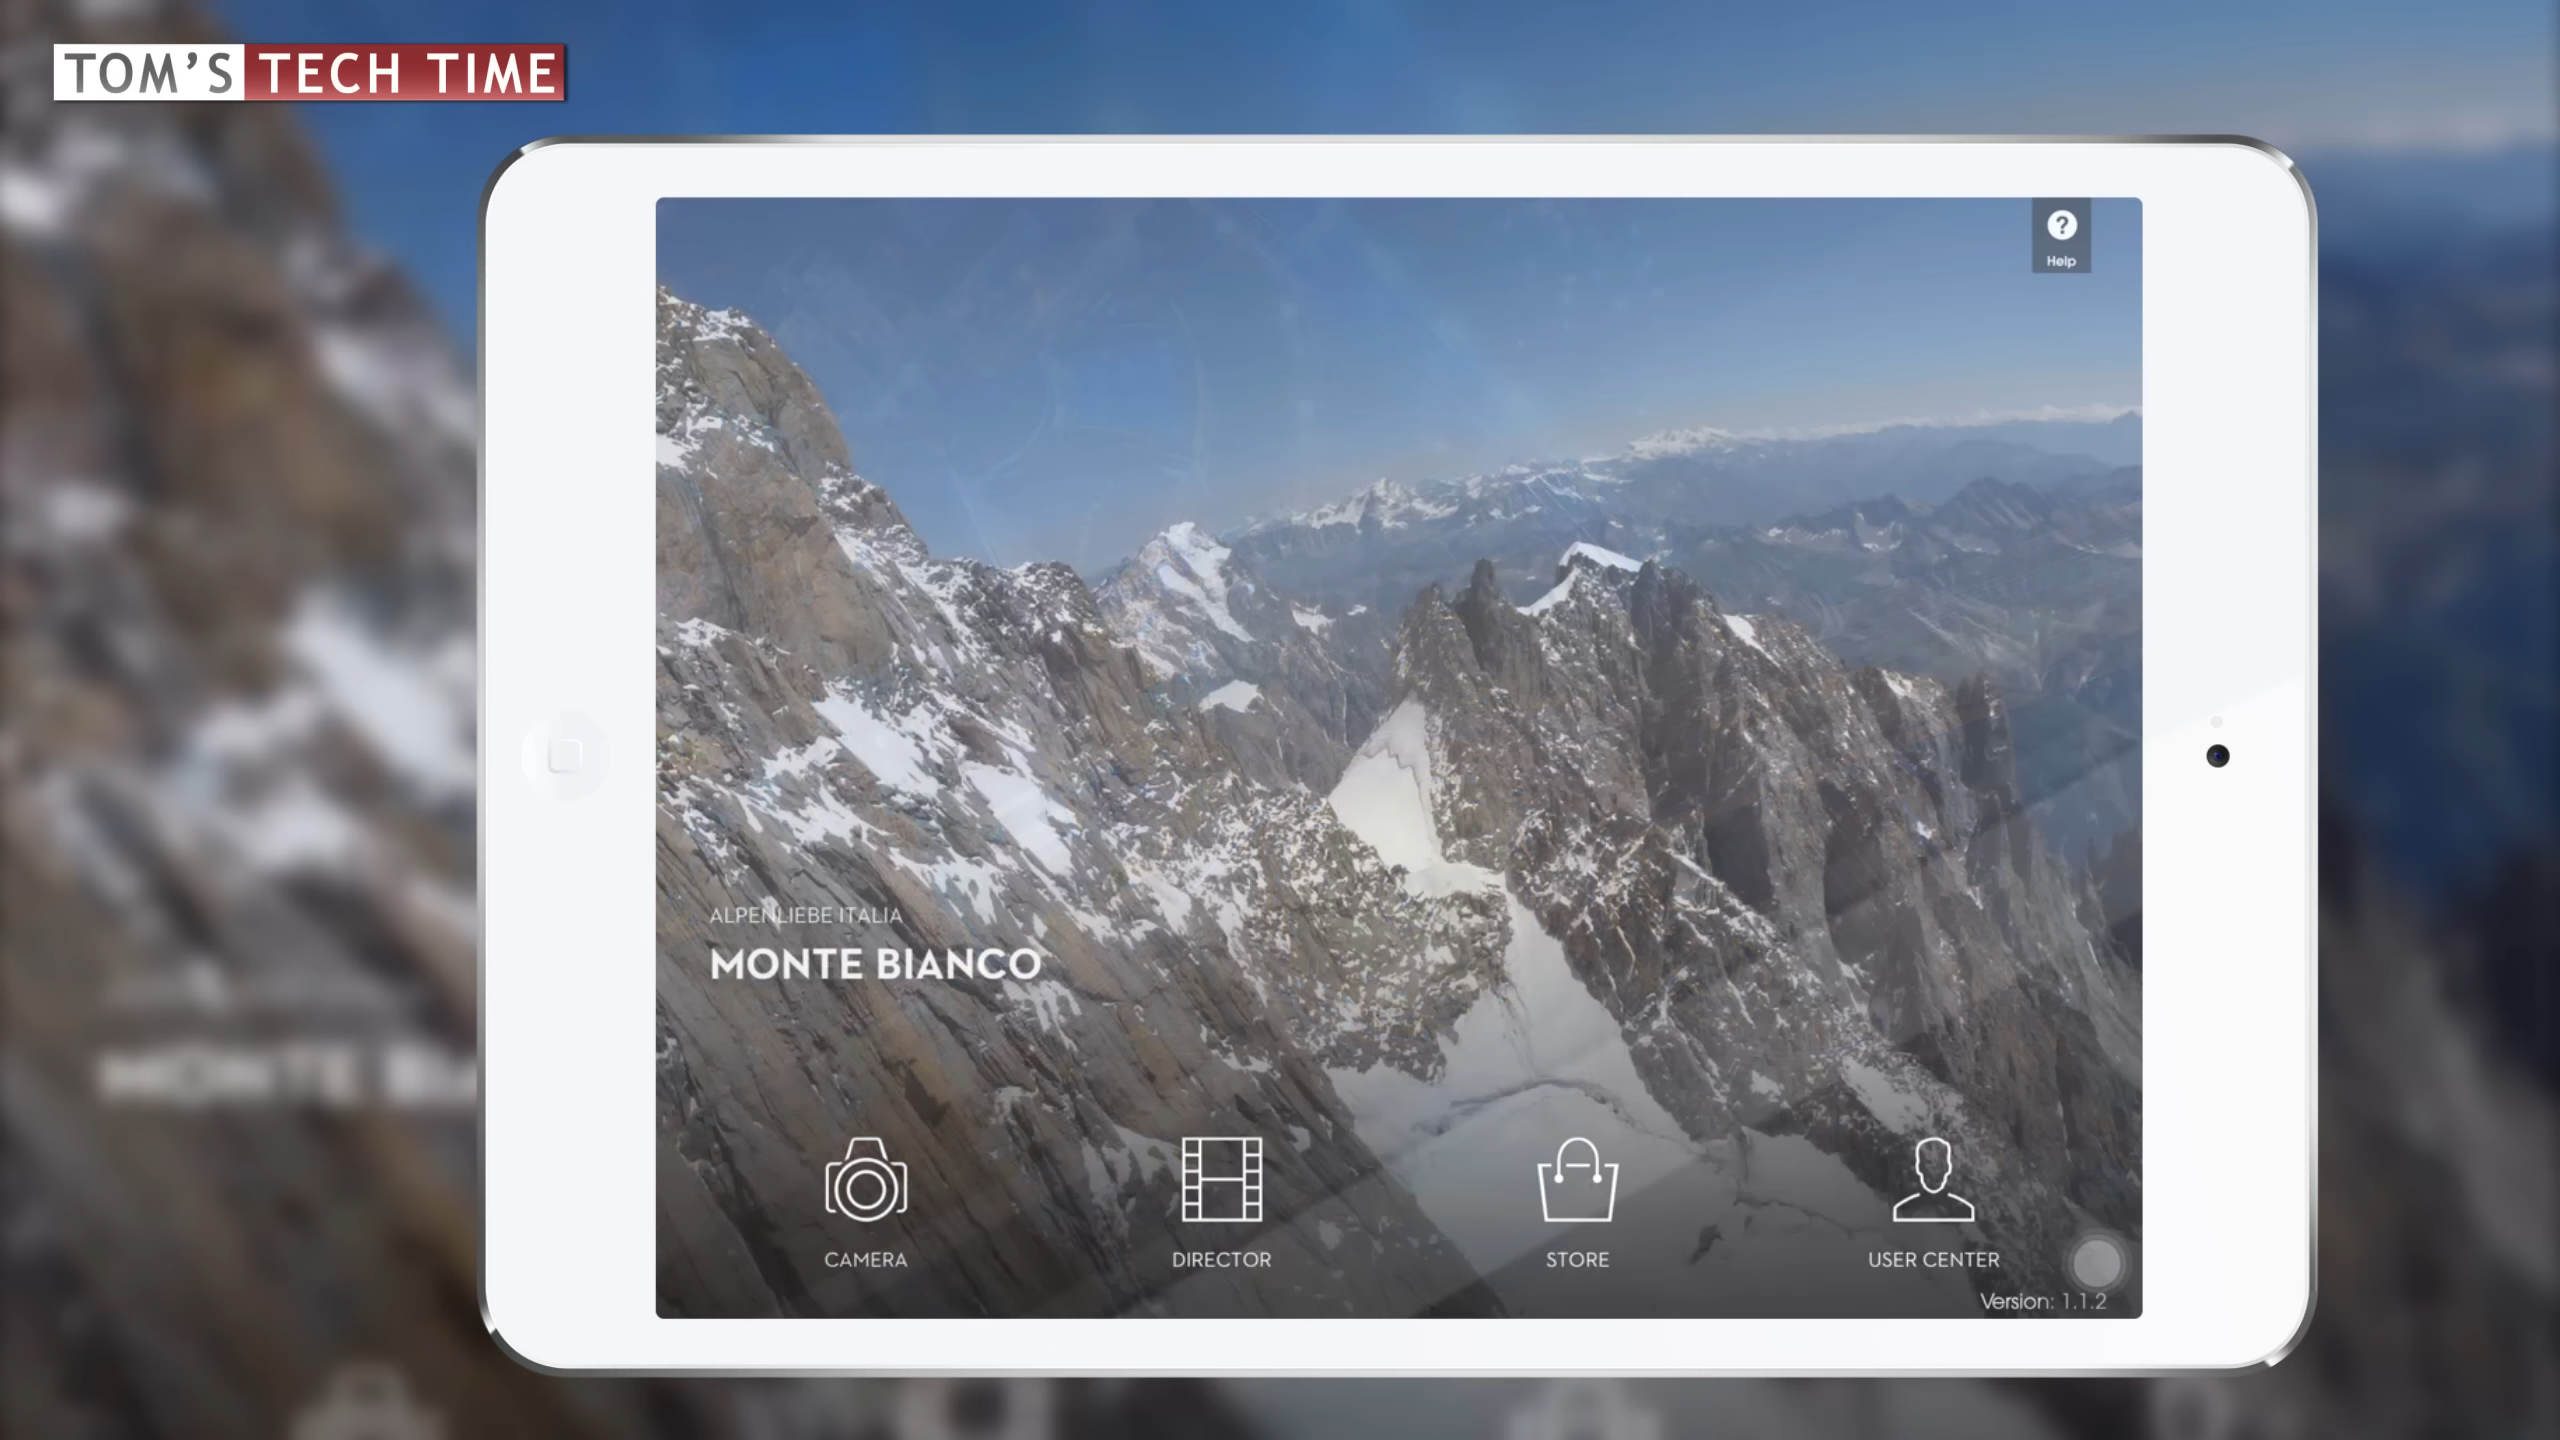 TOM'S TECH TIME
?
Help
ALPENLIEBE ITALIA
MONTE BIANCO
CAMERA
DIRECTOR
STORE
USER CENTER
Version: 1.1.2